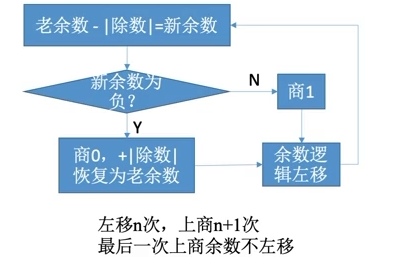 老余数 - |除数|=新余数
新余数为
负?
N
商1
Y
商0，+|除数|
恢复为老余数
余数逻
辑左移
左移n次，上商n+1次
最后一次上商余数不左移